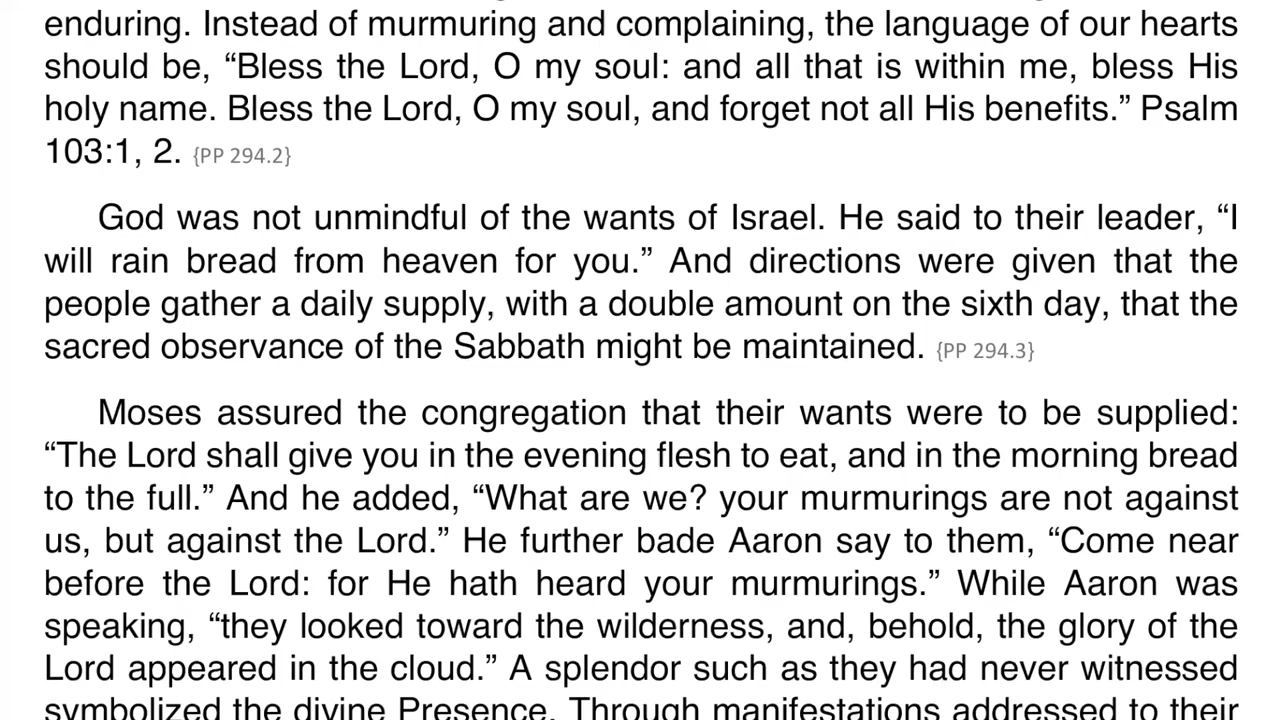 enduring. Instead of murmuring and complaining, the language of our hearts
should be, “Bless the Lord, O my soul: and all that is within me, bless His
holy name. Bless the Lord, O my soul, and forget not all His benefits.” Psalm
103:1, 2. {PP 294.2}
God was not unmindful of the wants of Israel. He said to their leader, “I
will rain bread from heaven for you.” And directions were given that the
people gather a daily supply, with a double amount on the sixth day, that the
sacred observance of the Sabbath might be maintained. {PP 294.3}
Moses assured the congregation that their wants were to be supplied:
“The Lord shall give you in the evening flesh to eat, and in the morning bread
to the full.” And he added, “What are we? your murmurings are not against
us, but against the Lord.” He further bade Aaron say to them, “Come near
before the Lord: for He hath heard your murmurings.” While Aaron was
speaking, “they looked toward the wilderness, and, behold, the glory of the
Lord appeared in the cloud.” A splendor such as they had never witnessed
symbolized the divine Presence. Through manifestations addressed to their